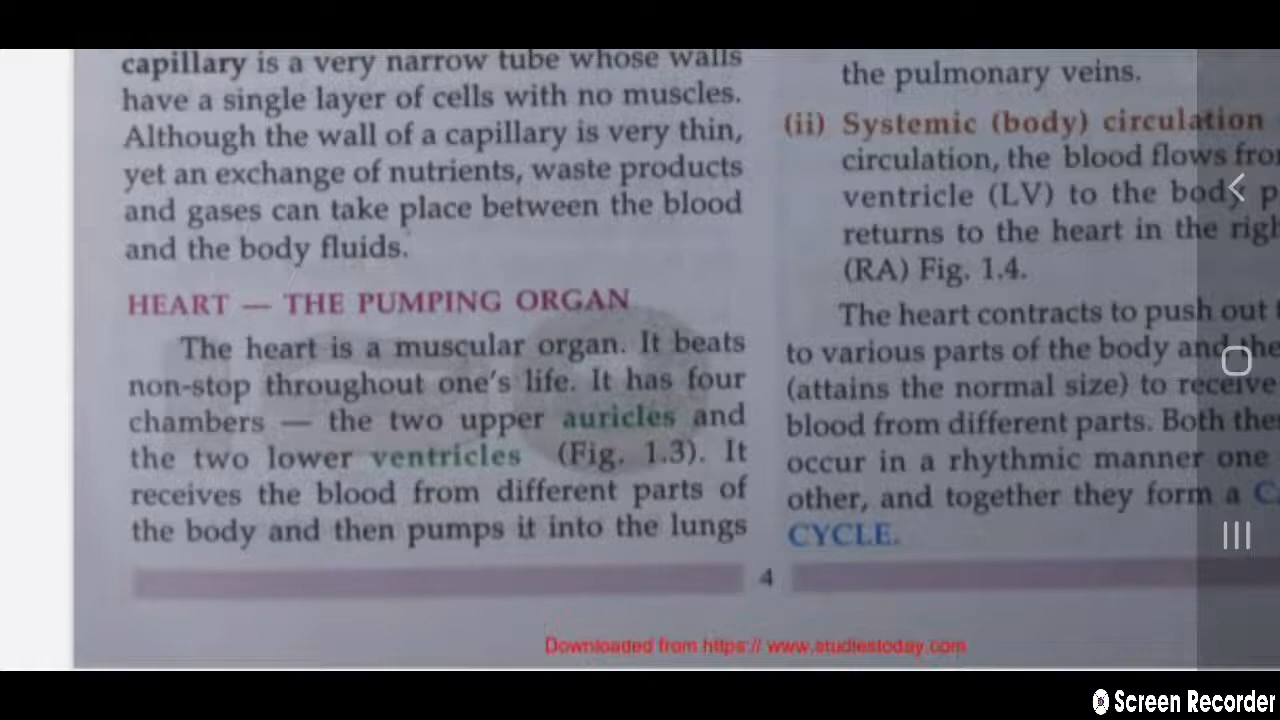 capillary is a very narrow tube whose walls
have a single layer of cells with no muscles.
Although the wall of a capillary is very thin,
yet an exchange of nutrients, waste products
and gases can take place between the blood
and the body fluids.
HEART — THE PUMPING ORGAN
The heart is a muscular organ. It beats
non-stop throughout one's life. It has four
chambers — the two upper auricles and
the two lower ventricles (Fig. 1.3). It
receives the blood from different parts of
the body and then pumps it into the lungs
the pulmonary veins.
(ii) Systemic (body) circulation
circulation, the blood flows from
ventricle (LV) to the body p
returns to the heart in the righ
(RA) Fig. 1.4.
The heart contracts to push out
to various parts of the body and the
(attains the normal size) to receive
blood from different parts. Both the
occur in a rhythmic manner one
other, and together they form a C
CYCLE.
4
Downloaded from https:// www.studiestoday.com
Screen Recorder